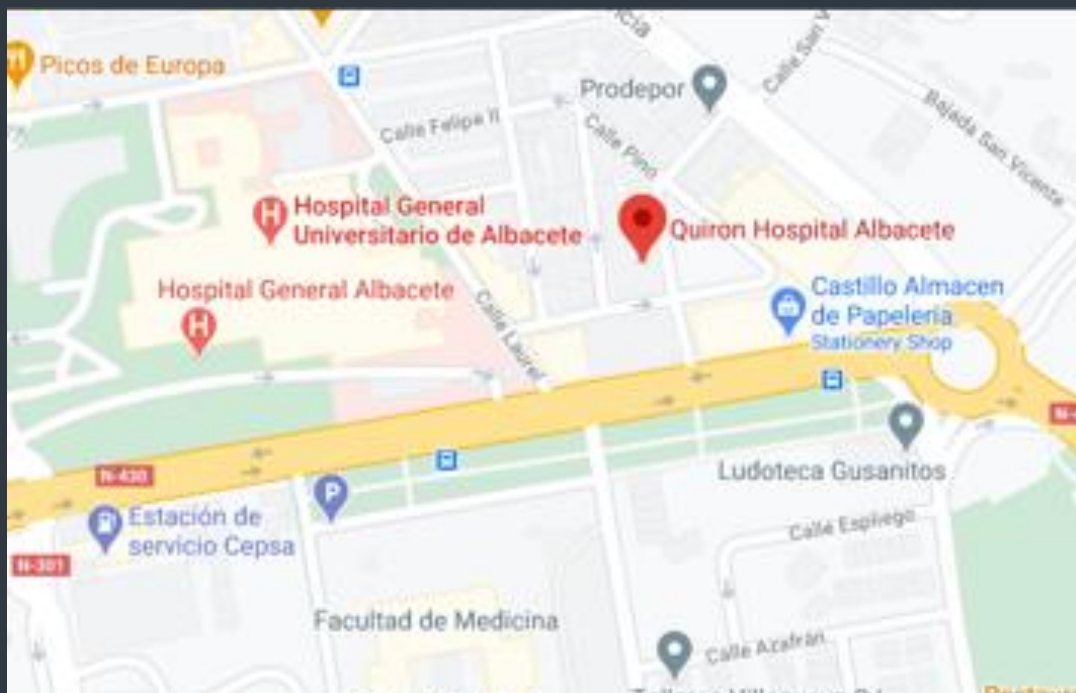 Picos de Europa
Prodepor
Calle San V
Bajada San Vicente
Calle Felipe II
Calle Pino
Hospital General
Universitario de Albacete
Quiron Hospital Albacete
Hospital General Albacete
Castillo Almacen
de Papeleria
Stationery Shop
Calle Laurel
N-430
Ludoteca Gusanitos
P
Estación de
servicio Cepsa
Calle Espliego
N-301
Facultad de Medicina
Calle Azafrán